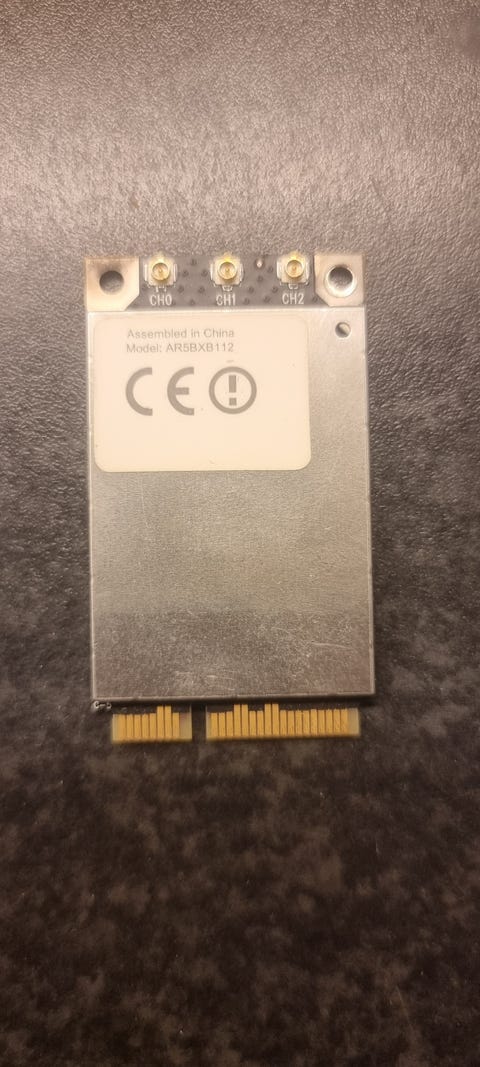 CH0 CH1 CH2
Assembled in China
Model: AR5BXB112
CE